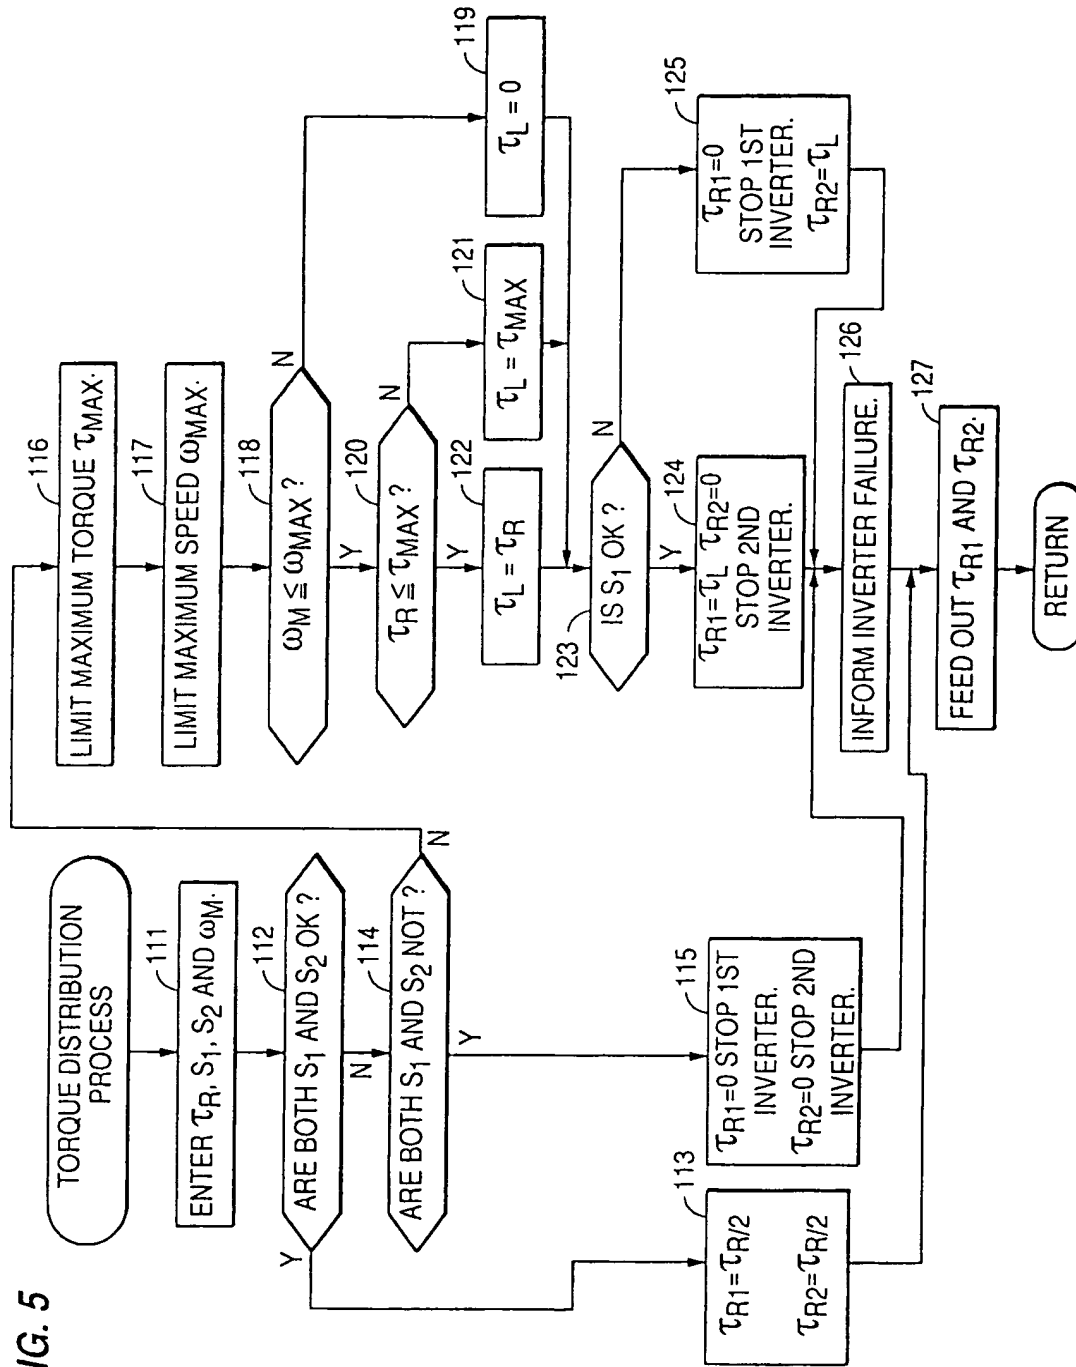 IG. 5
TORQUE DISTRIBUTION
PROCESS
111
ENTER τR, S1, S2 AND ωM.
112
ARE BOTH S1 AND S2 OK?
Y
N
114
ARE BOTH S1 AND S2 NOT?
N
Y
113
τR1=τR/2
τR2=τR/2
115
τR1=0 STOP 1ST
INVERTER.
τR2=0 STOP 2ND
INVERTER.
116
LIMIT MAXIMUM TORQUE τMAX.
117
LIMIT MAXIMUM SPEED ωMAX.
118
ωM ≦ ωMAX?
N
Y
119
τL = 0
120
τR ≦ τMAX?
N
Y
121
τL = τMAX
122
τL = τR
123
IS S1 OK?
N
Y
124
τR1=τL τR2=0
STOP 2ND
INVERTER.
125
τR1=0
STOP 1ST
INVERTER.
τR2=τL
126
INFORM INVERTER FAILURE.
127
FEED OUT τR1 AND τR2.
RETURN